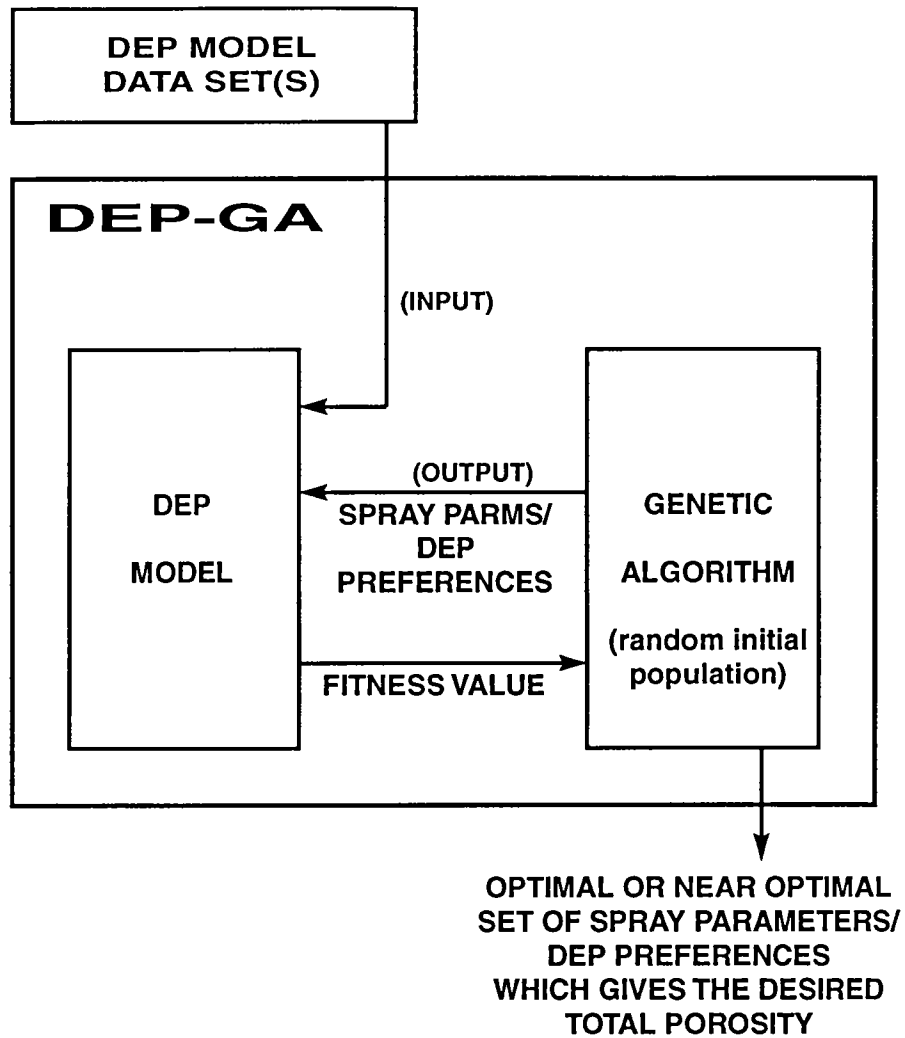 DEP MODEL
DATA SET(S)
DEP-GA
(INPUT)
DEP
MODEL
(OUTPUT)
SPRAY PARMS/
DEP
PREFERENCES
FITNESS VALUE
GENETIC
ALGORITHM
(random initial
population)
OPTIMAL OR NEAR OPTIMAL
SET OF SPRAY PARAMETERS/
DEP PREFERENCES
WHICH GIVES THE DESIRED
TOTAL POROSITY